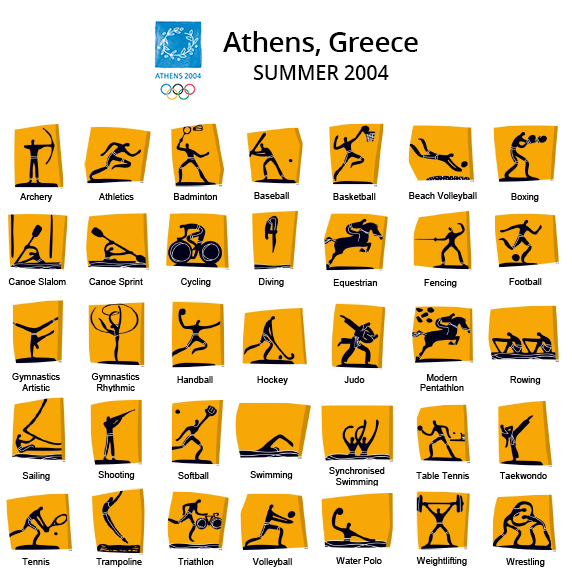 Athens, Greece
SUMMER 2004
ATHENS 2004
Archery
Athletics
Badminton
Baseball
Basketball
Beach Volleyball
Boxing
Canoe Slalom
Canoe Sprint
Cycling
Diving
Equestrian
Fencing
Football
Gymnastics
Artistic
Gymnastics
Rhythmic
Handball
Hockey
Judo
Modern
Pentathlon
Rowing
Sailing
Shooting
Softball
Swimming
Synchronised
Swimming
Table Tennis
Taekwondo
Tennis
Trampoline
Triathlon
Volleyball
Water Polo
Weightlifting
Wrestling